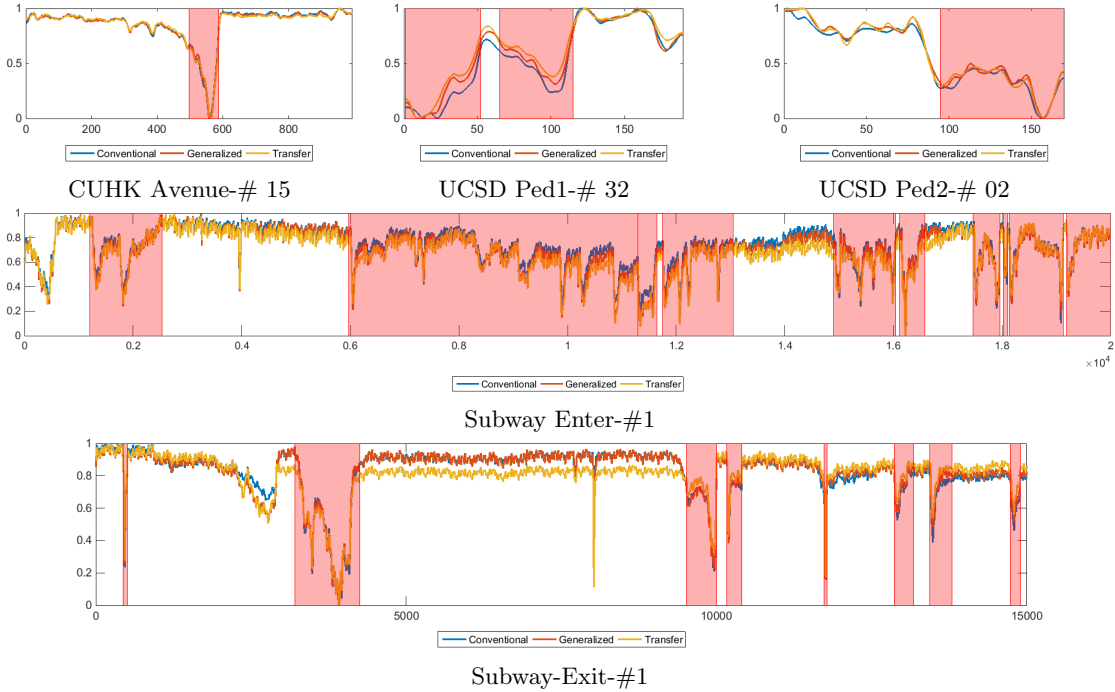 1
0.5
0
0 200 400 600 800
Conventional Generalized Transfer
CUHK Avenue-# 15
1
0.5
0
0 50 100 150
Conventional Generalized Transfer
UCSD Ped1-# 32
1
0.5
0
0 50 100 150
Conventional Generalized Transfer
UCSD Ped2-# 02
1
0.8
0.6
0.4
0.2
0
0 0.2 0.4 0.6 0.8 1 1.2 1.4 1.6 1.8 2
×10⁴
Conventional Generalized Transfer
Subway Enter-#1
1
0.8
0.6
0.4
0.2
0
0 5000 10000 15000
Conventional Generalized Transfer
Subway-Exit-#1